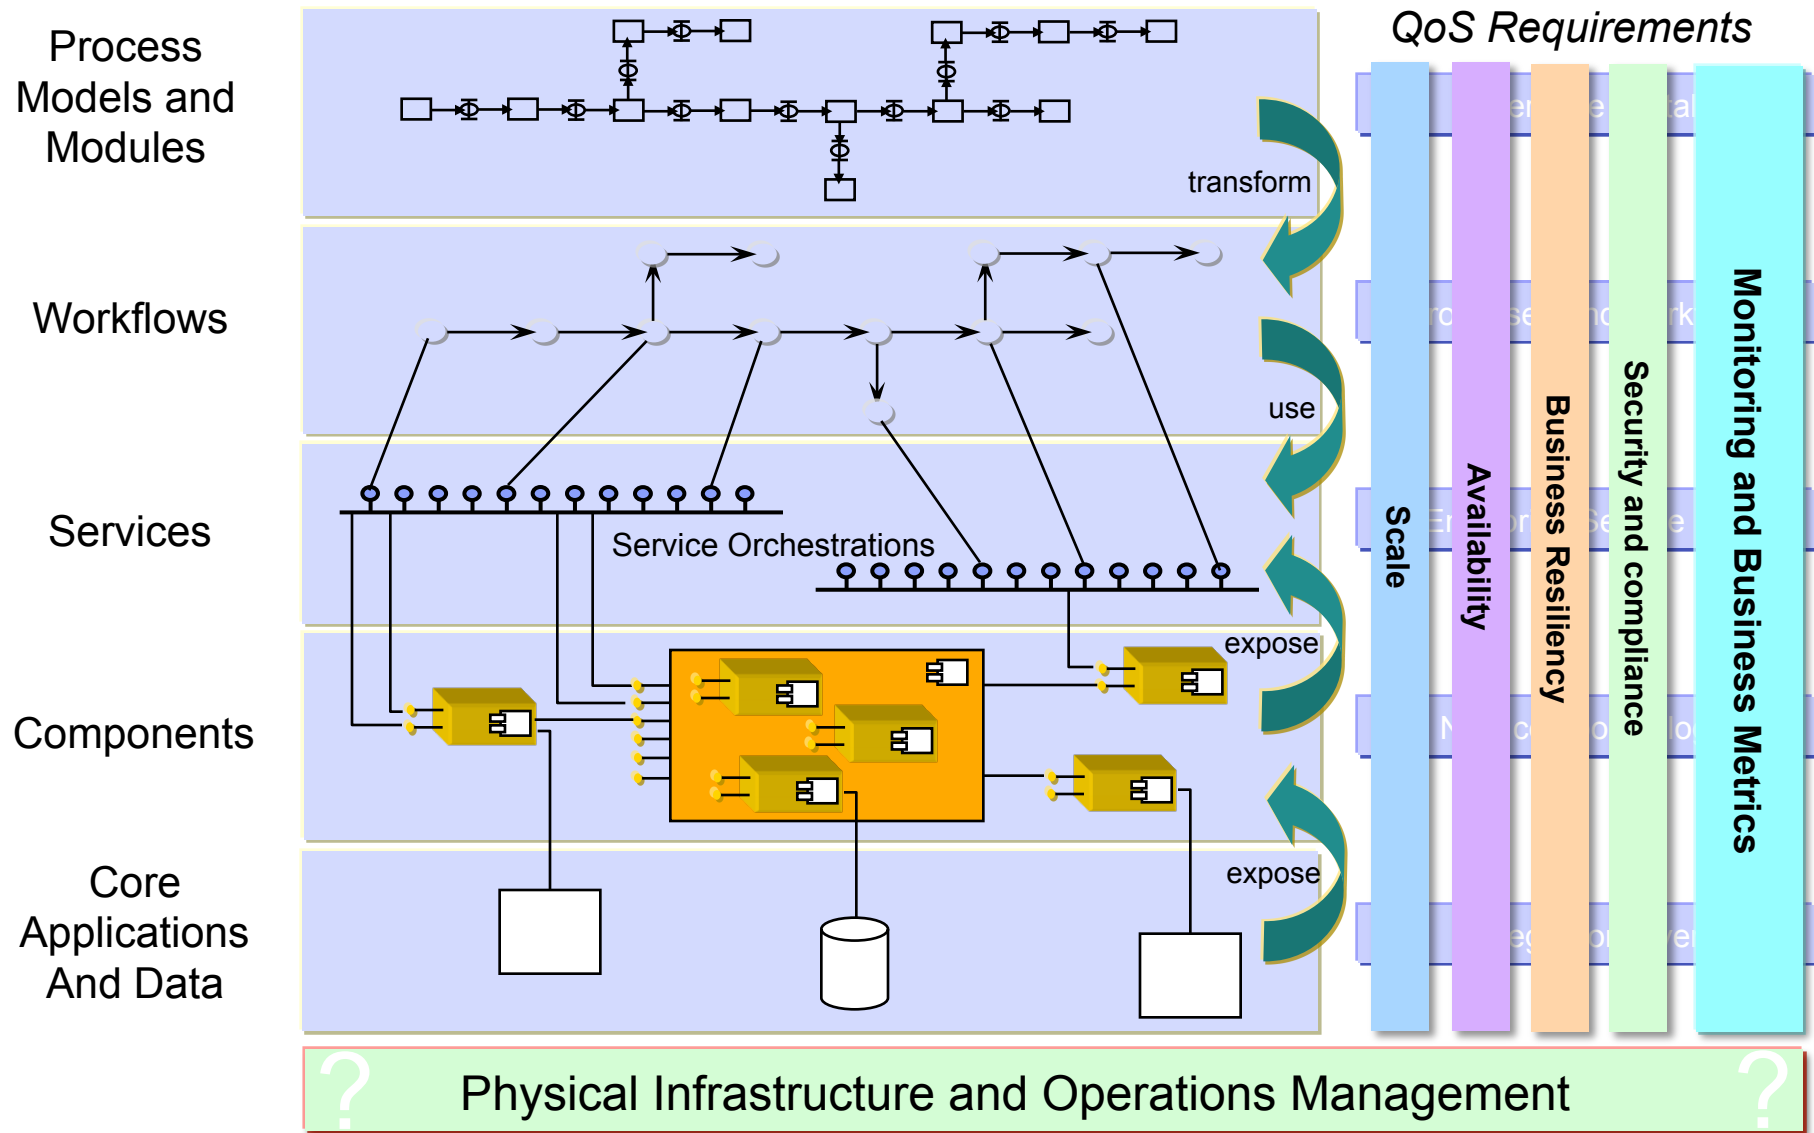 Process
Models and
Modules
Workflows
Services
Components
Core
Applications
And Data
transform
use
Service Orchestrations
expose
expose
QoS Requirements
Scale
Availability
Business Resiliency
Security and compliance
Monitoring and Business Metrics
? Physical Infrastructure and Operations Management ?